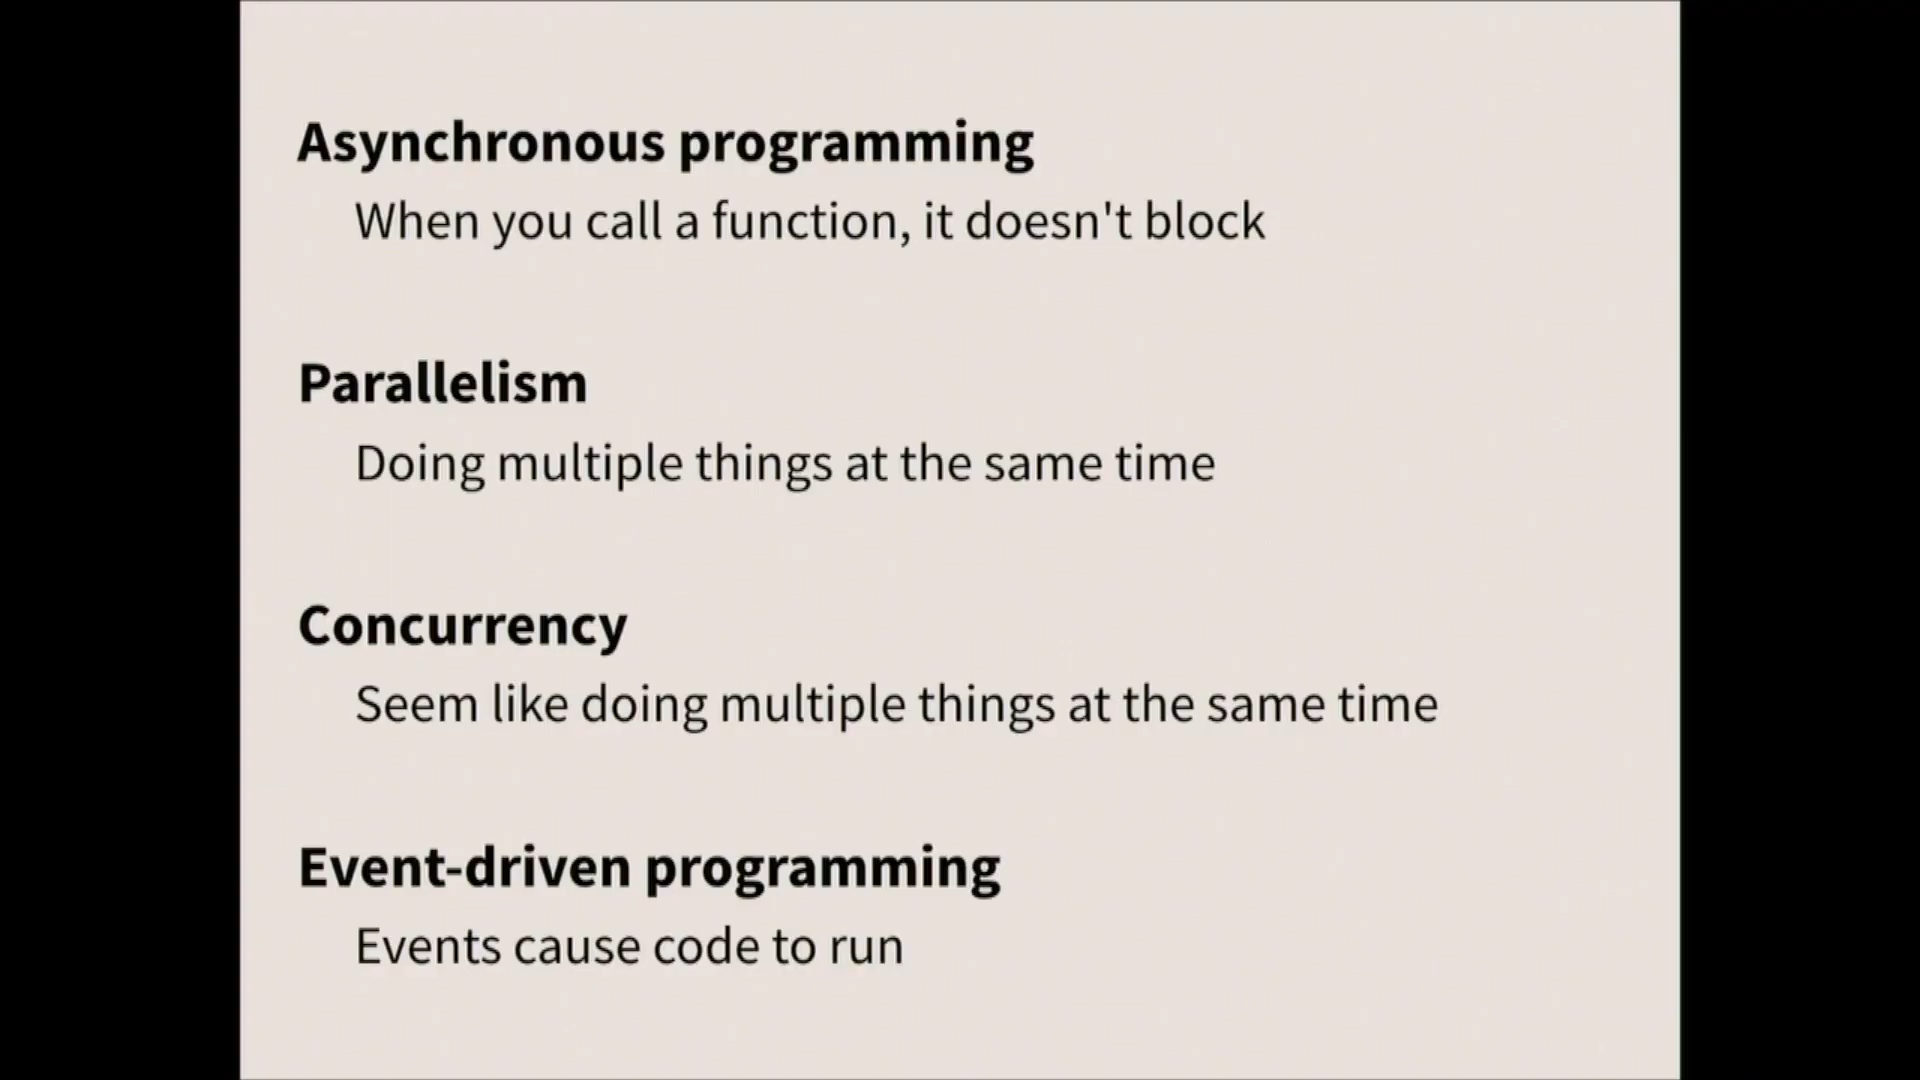 Asynchronous programming
When you call a function, it doesn't block
Parallelism
Doing multiple things at the same time
Concurrency
Seem like doing multiple things at the same time
Event-driven programming
Events cause code to run